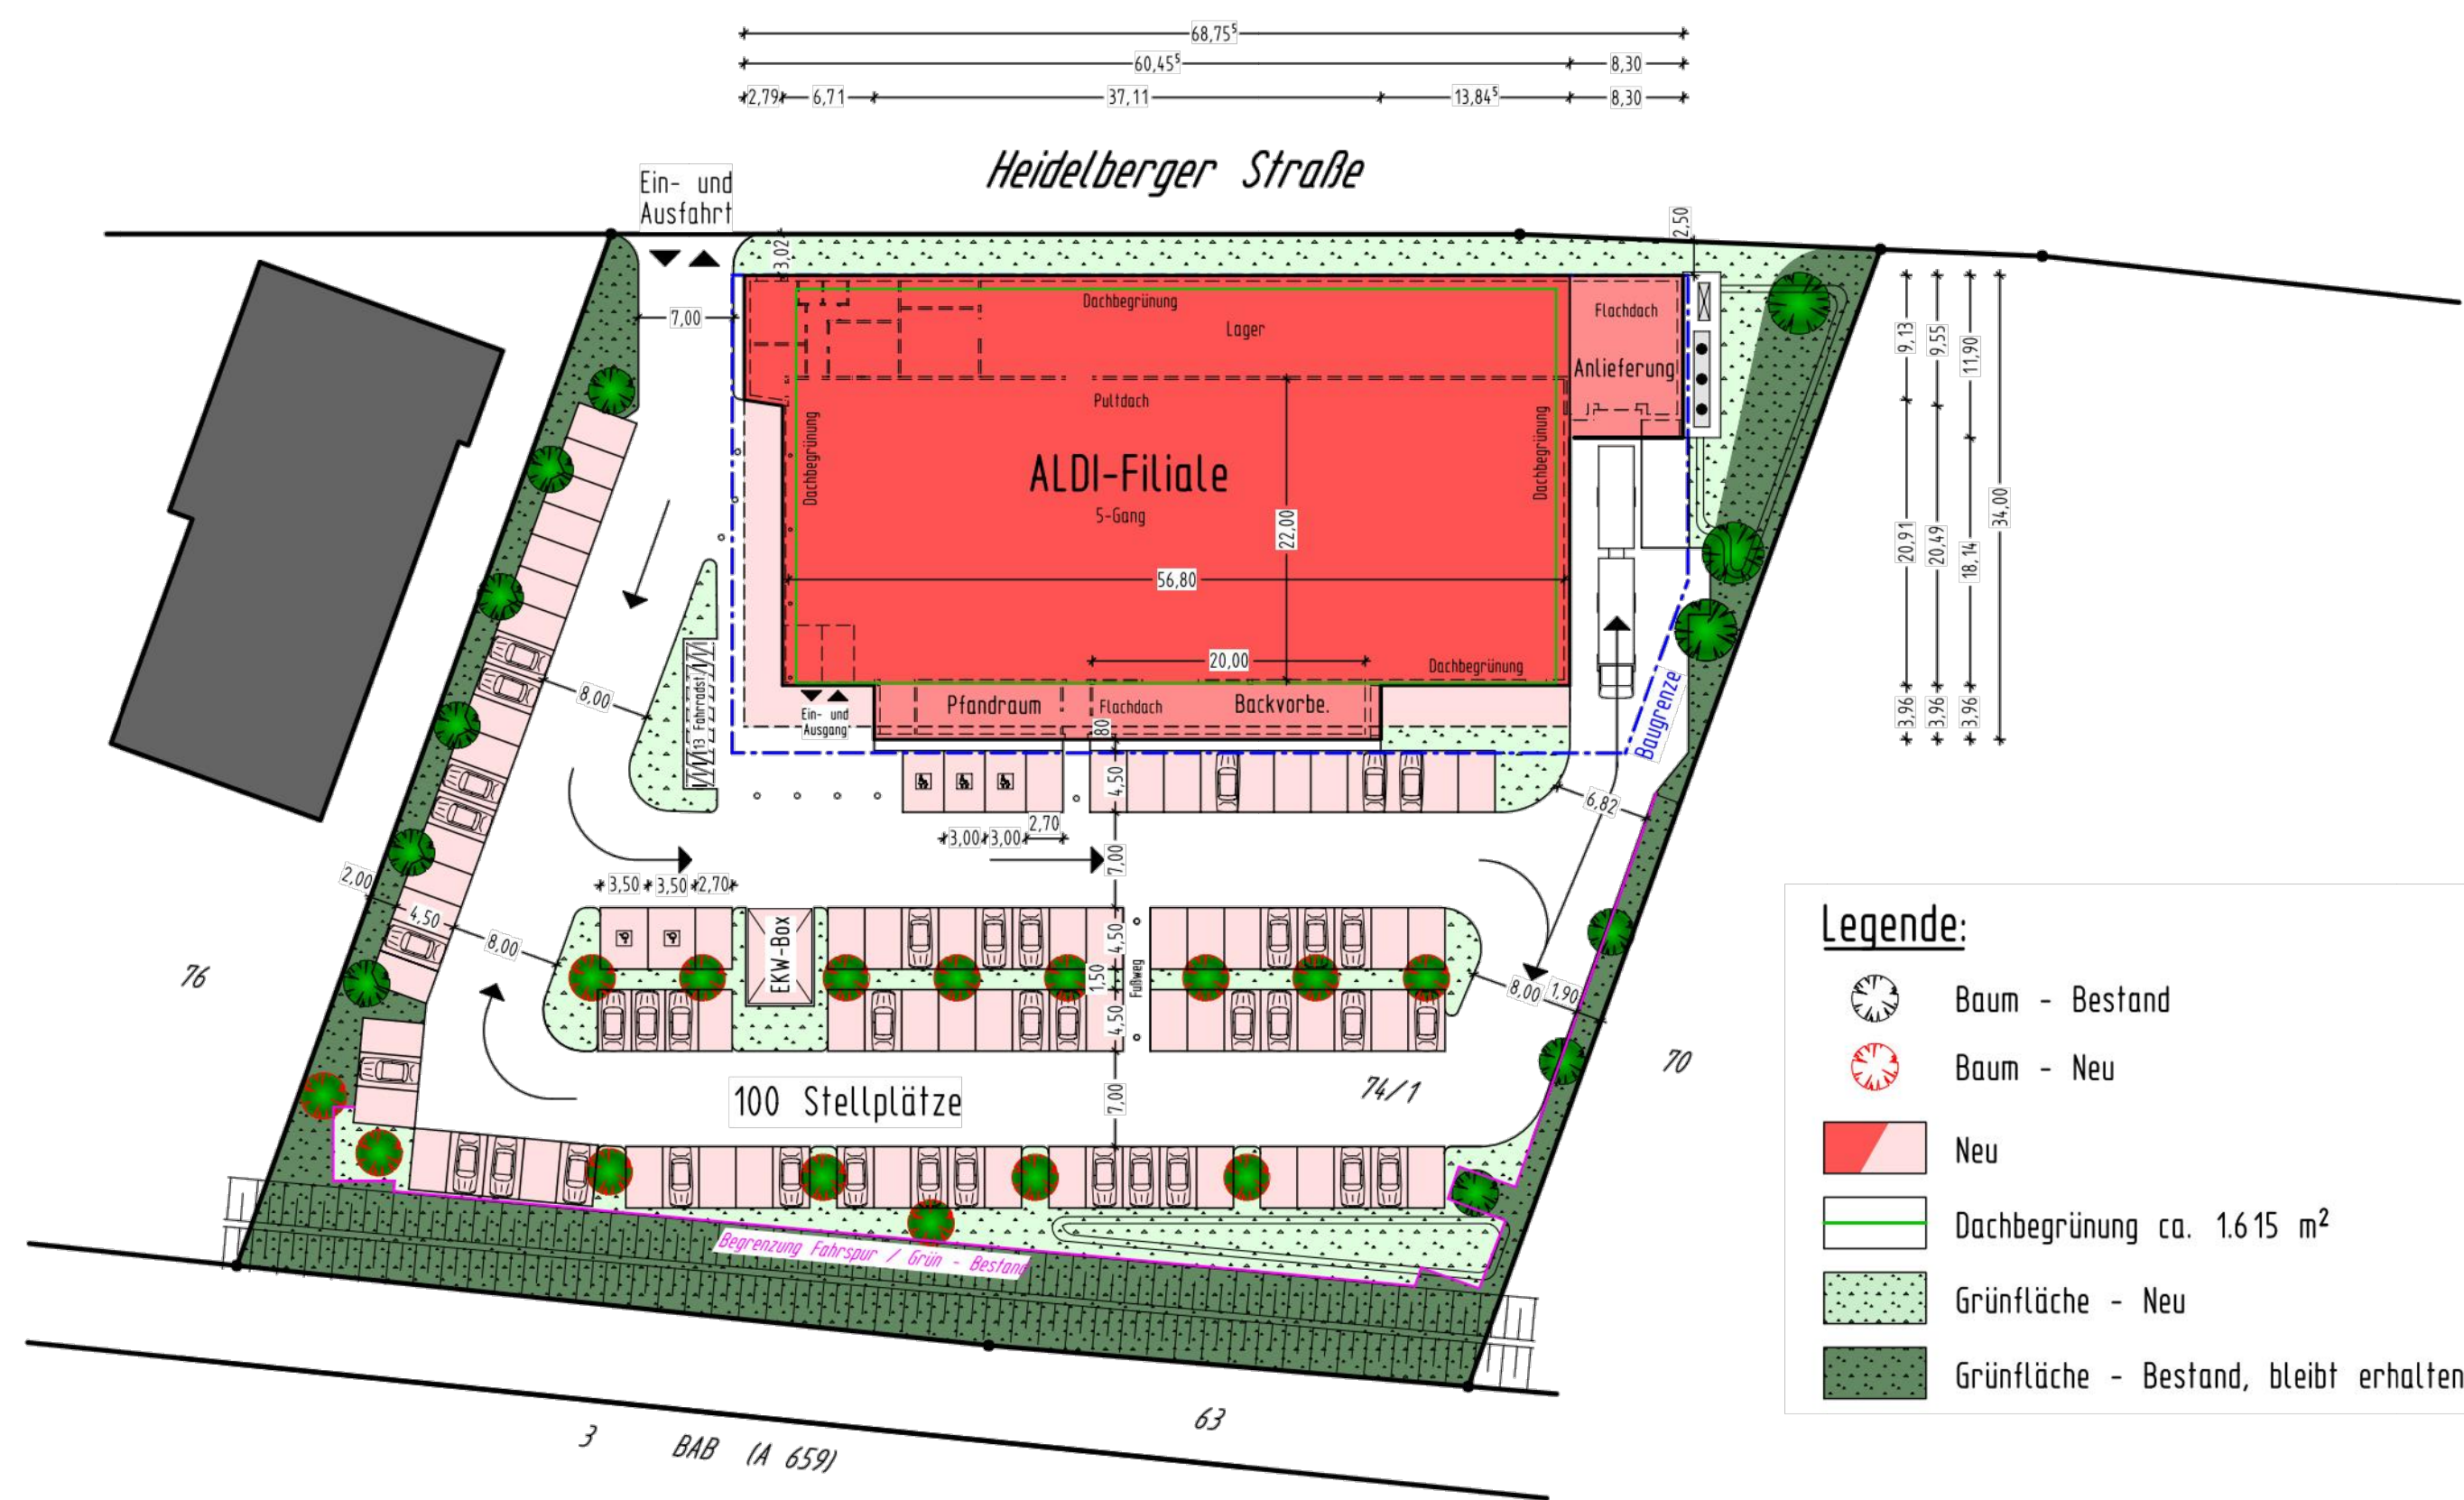 68,75⁵
60,45⁵
8,30
2,79
6,71
37,11
13,84⁵
8,30
Heidelberger Straße
Ein- und
Ausfahrt
2,50
3,02
7,00
Dachbegrünung
Lager
Flachdach
Anlieferung
Pultdach
Dachbegrünung
Dachbegrünung
ALDI-Filiale
5-Gang
22,00
56,80
20,00
Dachbegrünung
9,13
9,55
11,90
34,00
20,91
20,49
18,14
3,96
3,96
3,96
13 Fahrradst.
8,00
Ein- und
Ausgang
Pfandraum
Flachdach
Backvorbe.
80
Baugrenze
4,50
6,82
3,00
3,00
2,70
7,00
3,50
3,50
2,70
2,00
4,50
8,00
EKW-Box
4,50
1,50
Fußweg
4,50
8,00
1,90
76
70
100 Stellplätze
7,00
74/1
Begrenzung Fahrspur / Grün - Bestand
3
BAB (A 659)
63
Legende:
Baum - Bestand
Baum - Neu
Neu
Dachbegrünung ca. 1.615 m²
Grünfläche - Neu
Grünfläche - Bestand, bleibt erhalten